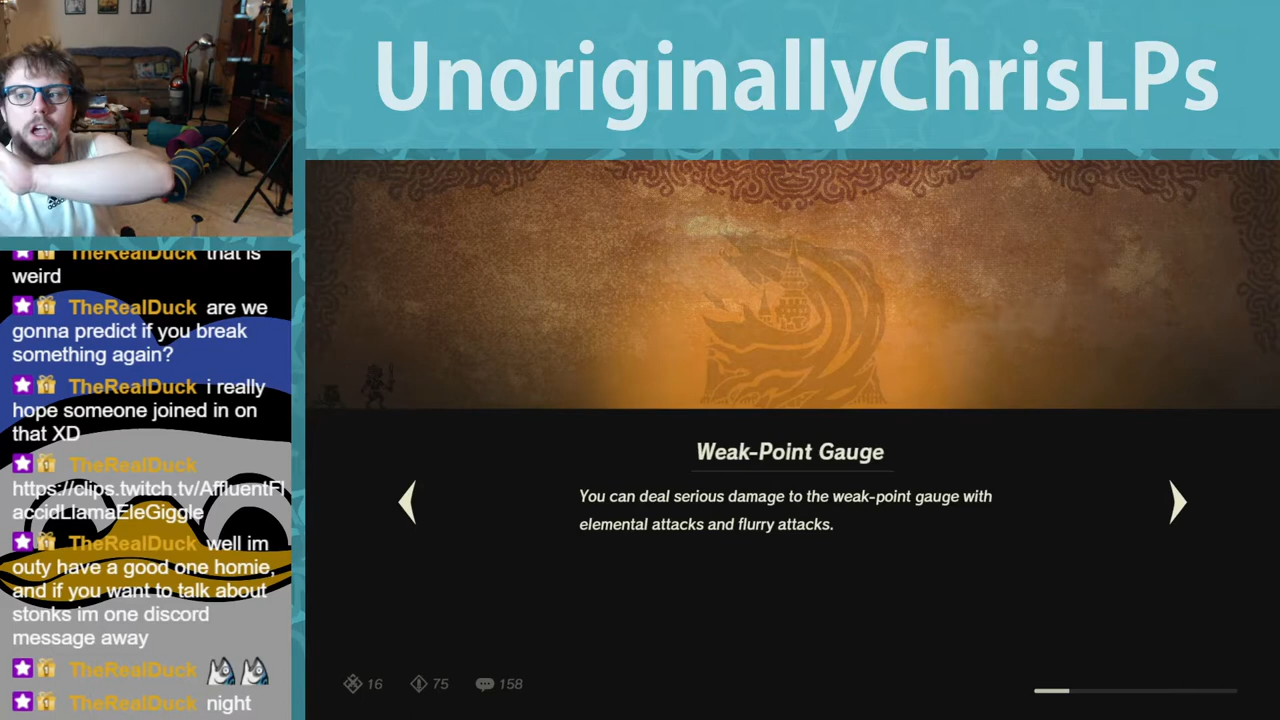 UnoriginallyChrisLPs
TheRealDuck that is
weird
TheRealDuck are we
gonna predict if you break
something again?
TheRealDuck i really
hope someone joined in on
that XD
TheRealDuck
https://clips.twitch.tv/AffluentFl
accidLlamaEleGiggle
TheRealDuck well im
outy have a good one homie,
and if you want to talk about
stonks im one discord
message away
TheRealDuck
TheRealDuck night
Weak-Point Gauge
You can deal serious damage to the weak-point gauge with
elemental attacks and flurry attacks.
16 75 158